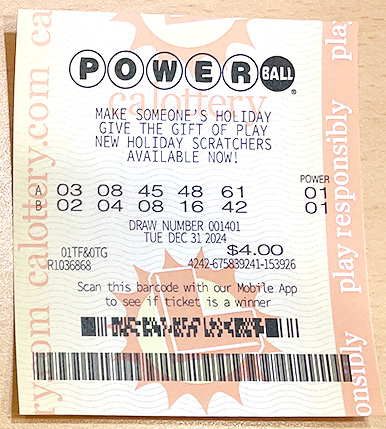 POWERBALL®
calottery
MAKE SOMEONE'S HOLIDAY
GIVE THE GIFT OF PLAY
NEW HOLIDAY SCRATCHERS
AVAILABLE NOW!
POWER
A 03 08 45 48 61 01
B 02 04 08 16 42 01
DRAW NUMBER 001401
TUE DEC 31 2024
01TF&0TG $4.00
R1036868 4242-675839241-153926
Scan this barcode with our Mobile App
to see if ticket is a winner
calottery.com
play responsibly